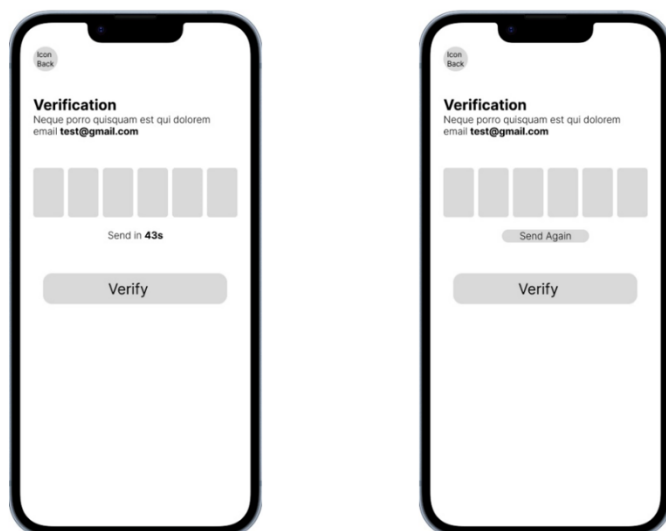 Icon
Back
Verification
Neque porro quisquam est qui dolorem
email test@gmail.com
Send in 43s
Verify
Icon
Back
Verification
Neque porro quisquam est qui dolorem
email test@gmail.com
Send Again
Verify